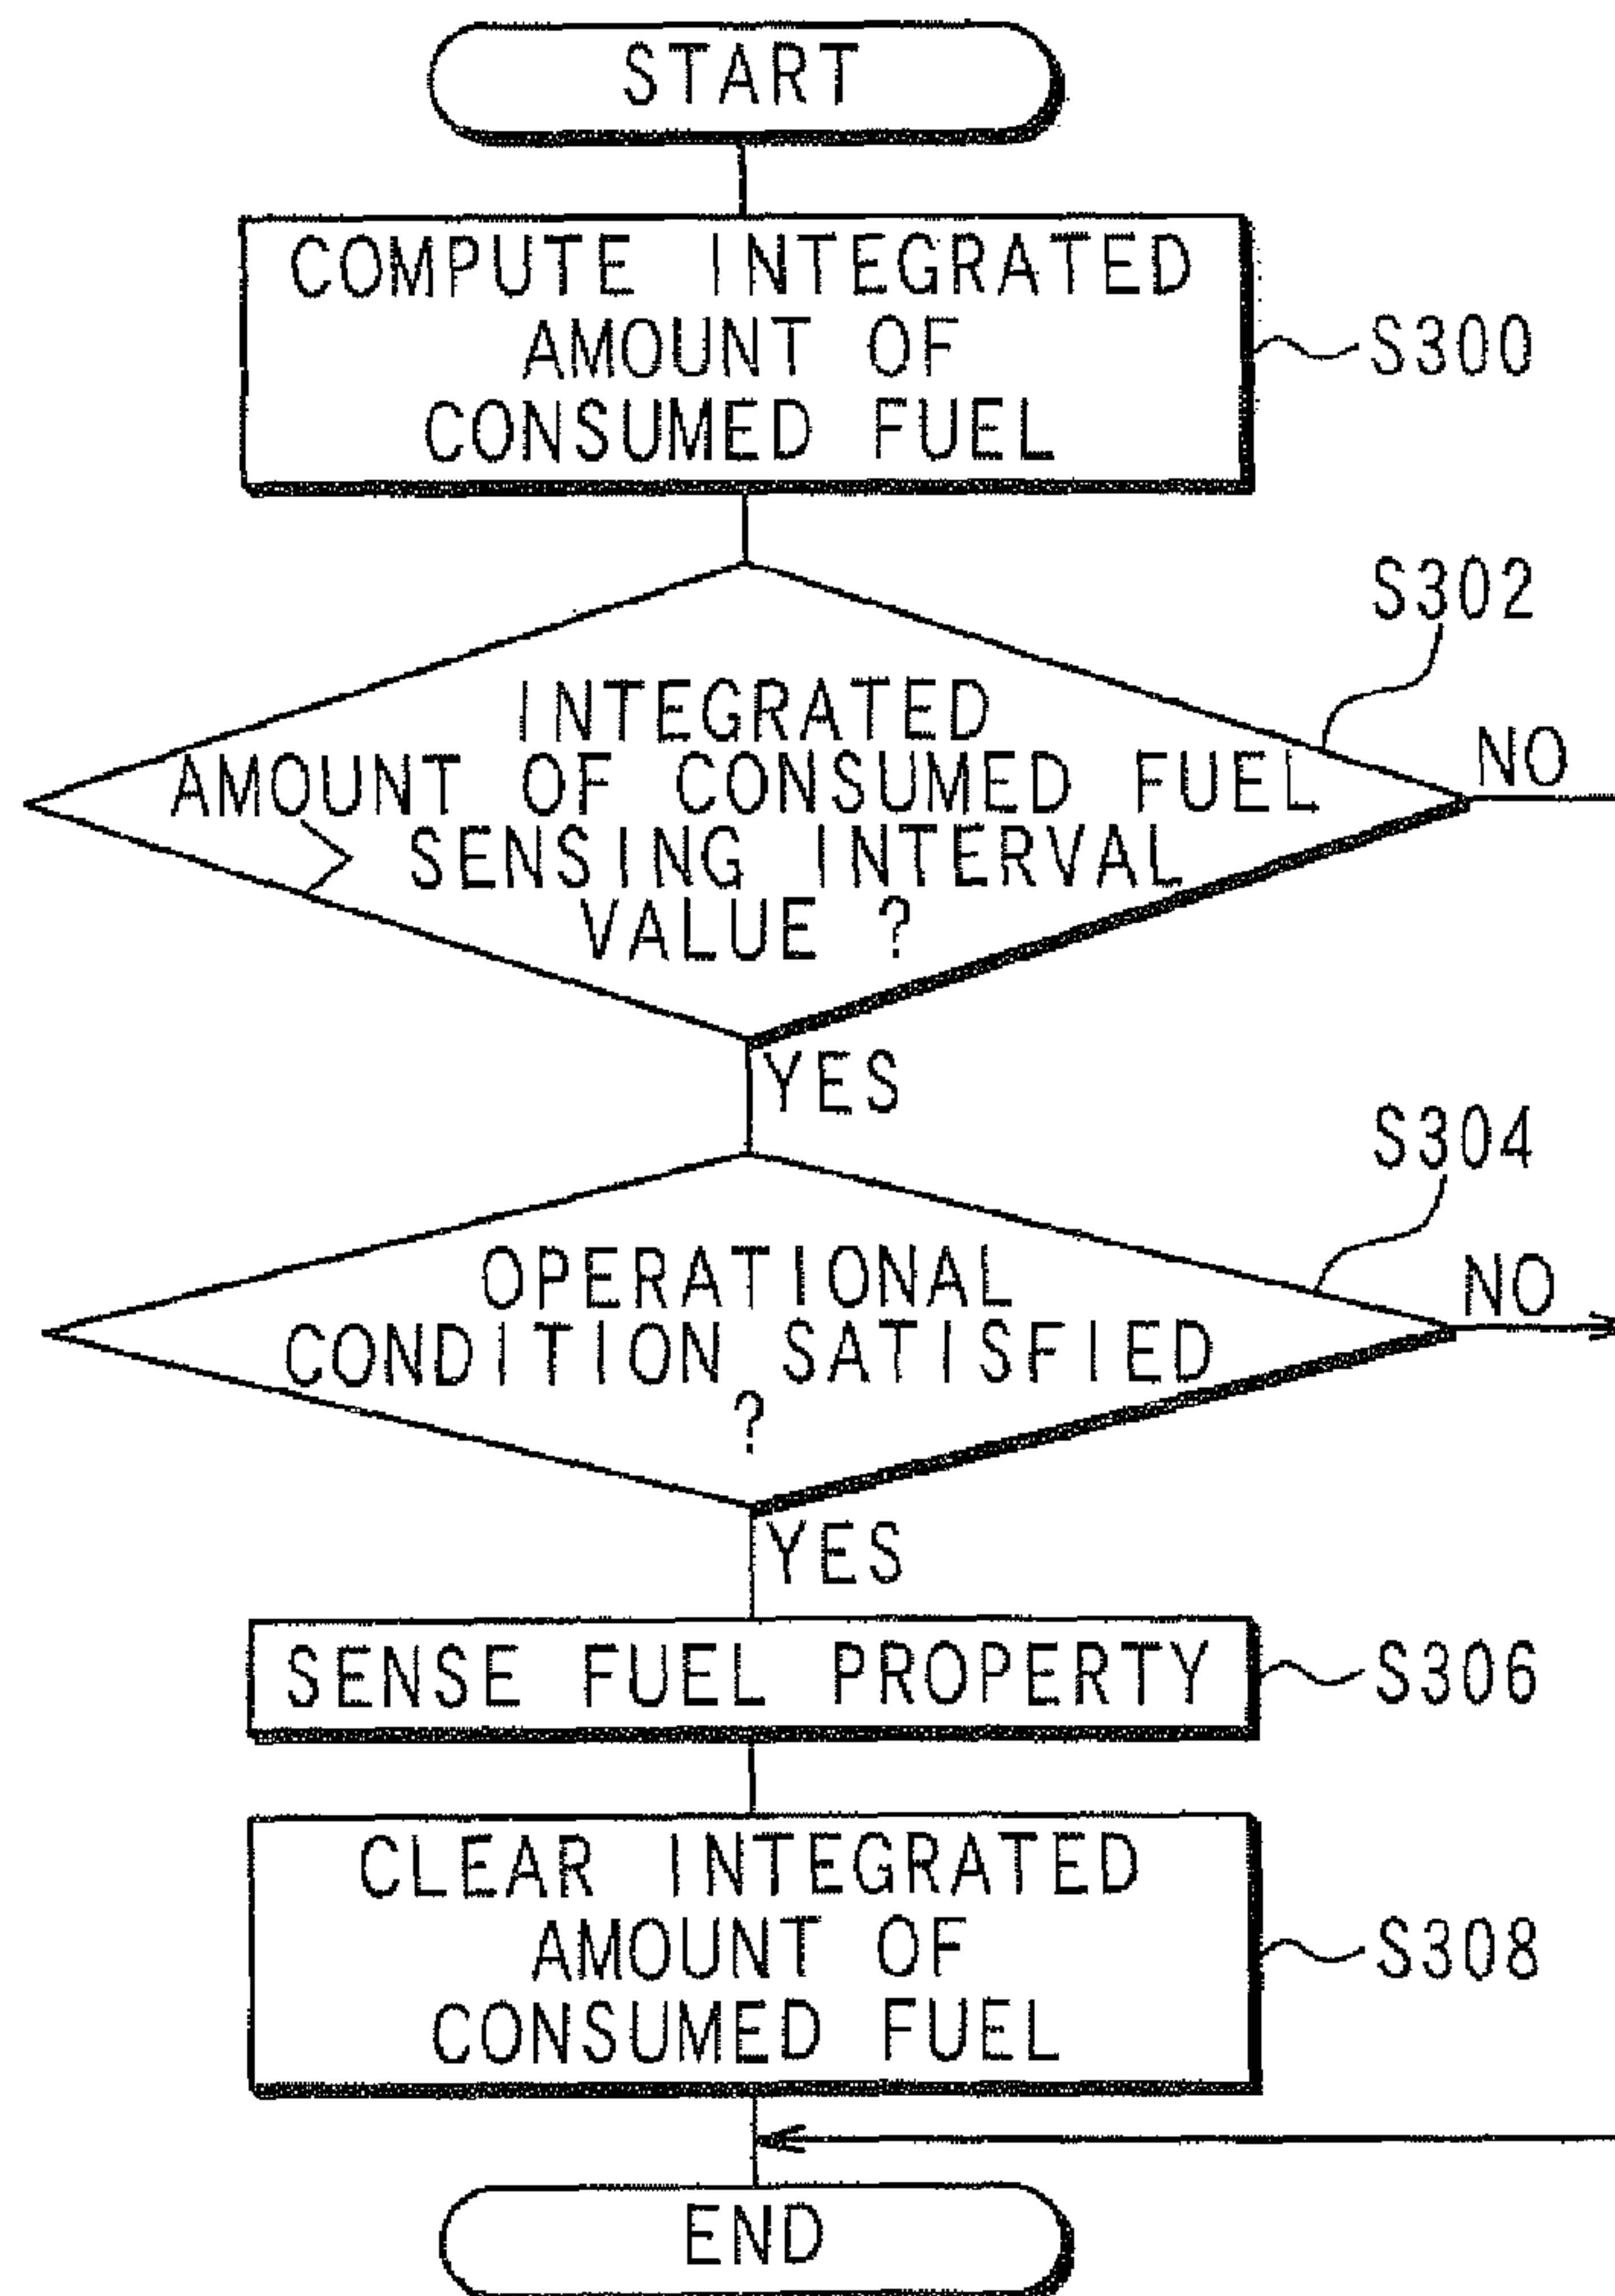 START
COMPUTE INTEGRATED
AMOUNT OF
CONSUMED FUEL
S300
S302
INTEGRATED
AMOUNT OF CONSUMED FUEL
> SENSING INTERVAL
VALUE ?
NO
YES
S304
OPERATIONAL
CONDITION SATISFIED
?
NO
YES
SENSE FUEL PROPERTY
S306
CLEAR INTEGRATED
AMOUNT OF
CONSUMED FUEL
S308
END